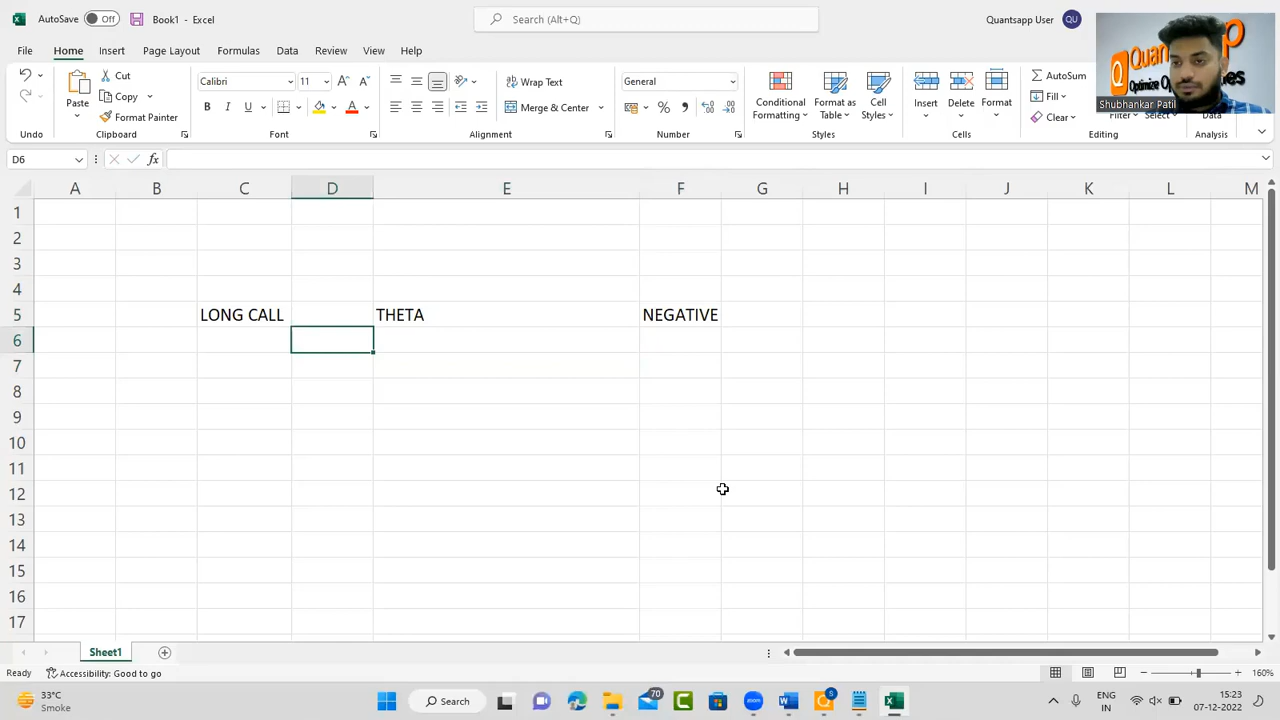 AutoSave Off Book1 - Excel Search (Alt+Q) Quantsapp User QU
File Home Insert Page Layout Formulas Data Review View Help
Cut
Copy
Format Painter
Paste
Undo
Clipboard
Calibri 11
B I U
A
Font
Wrap Text
Merge & Center
Alignment
General
Number
Conditional Formatting
Format as Table
Cell Styles
Styles
Insert Delete Format
Cells
AutoSum
Fill
Clear
Editing
Analysis
Shubhankar Patil
D6 fx
A B C D E F G H I J K L M
1
2
3
4
5 LONG CALL THETA NEGATIVE
6
7
8
9
10
11
12
13
14
15
16
17
Sheet1
Ready Accessibility: Good to go 160%
33°C
Smoke
Search
70
ENG
IN
15:23
07-12-2022